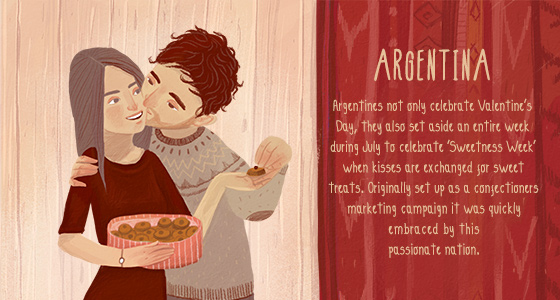 ARGENTINA
Argentines not only celebrate Valentine's
Day, they also set aside an entire week
during July to celebrate 'Sweetness Week'
when kisses are exchanged for sweet
treats. Originally set up as a confectioners
marketing campaign it was quickly
embraced by this
passionate nation.